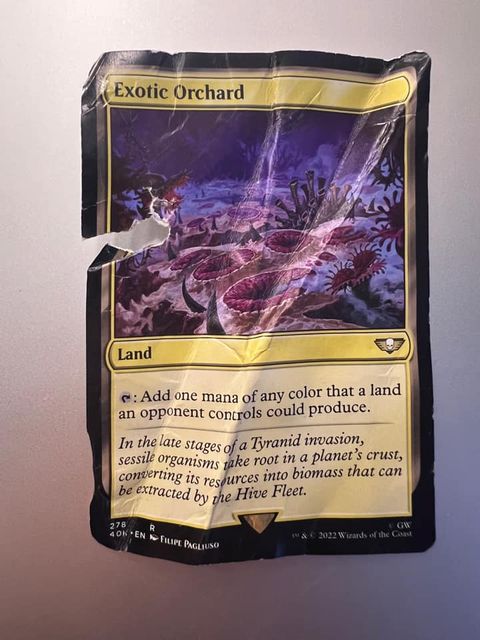 Exotic Orchard
Land
: Add one mana of any color that a land
an opponent controls could produce.
In the late stages of a Tyranid invasion,
sessile organisms take root in a planet's crust,
converting its resources into biomass that can
be extracted by the Hive Fleet.
278 R
40K • EN FILIPE PAGLIUSO
© GW
™ & © 2022 Wizards of the Coast